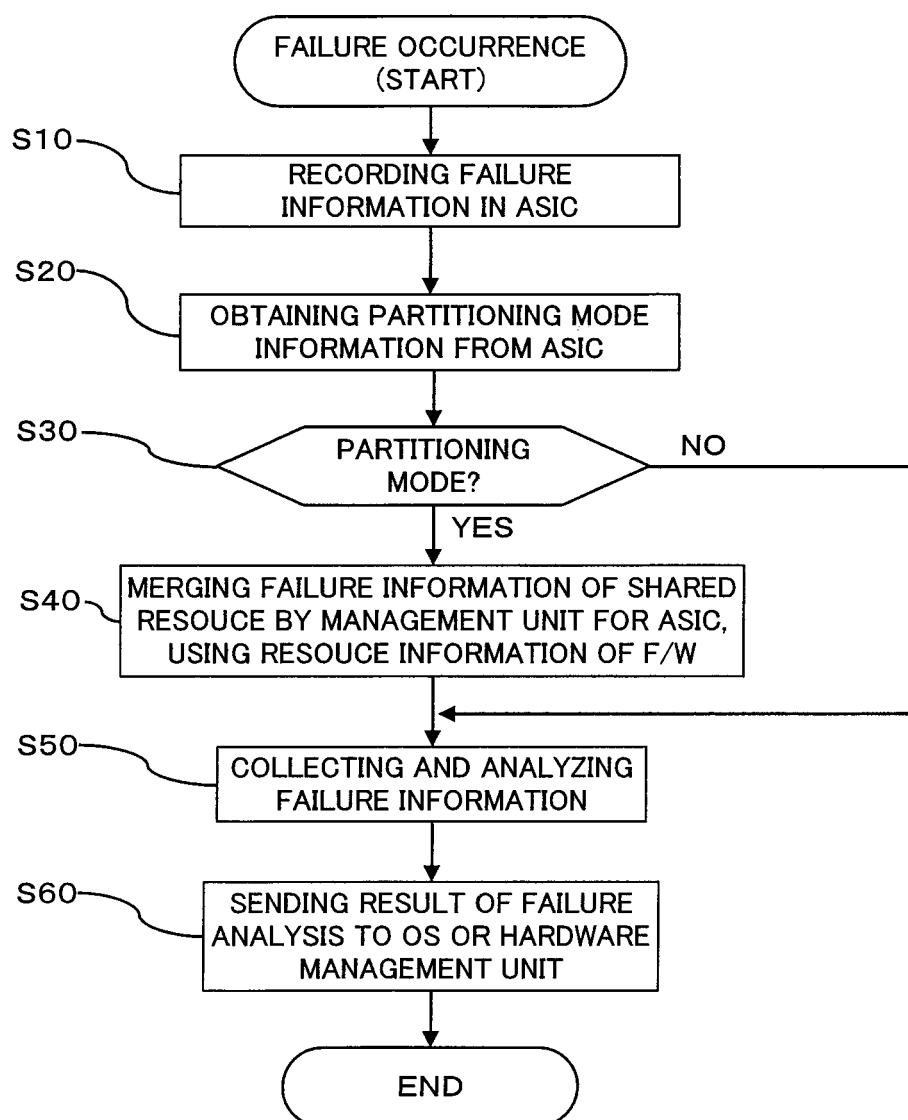 FAILURE OCCURRENCE
(START)
S10
RECORDING FAILURE
INFORMATION IN ASIC
S20
OBTAINING PARTITIONING MODE
INFORMATION FROM ASIC
S30
PARTITIONING
MODE?
NO
YES
S40
MERGING FAILURE INFORMATION OF SHARED
RESOUCE BY MANAGEMENT UNIT FOR ASIC,
USING RESOUCE INFORMATION OF F/W
S50
COLLECTING AND ANALYZING
FAILURE INFORMATION
S60
SENDING RESULT OF FAILURE
ANALYSIS TO OS OR HARDWARE
MANAGEMENT UNIT
END